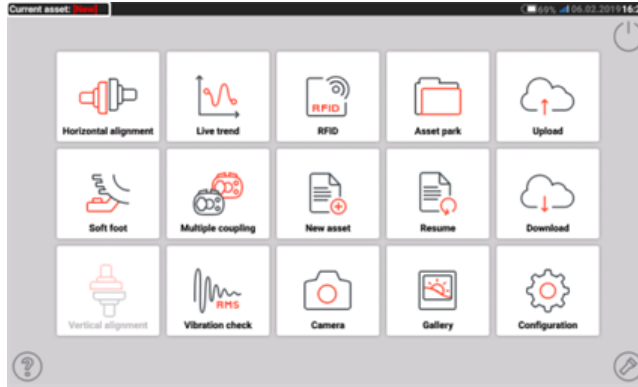 Current asset: [New]
69% 06.02.2019 16:
Horizontal alignment Live trend RFID RFID Asset park Upload
Soft foot Multiple coupling New asset Resume Download
Vertical alignment RMS Vibration check Camera Gallery Configuration
?